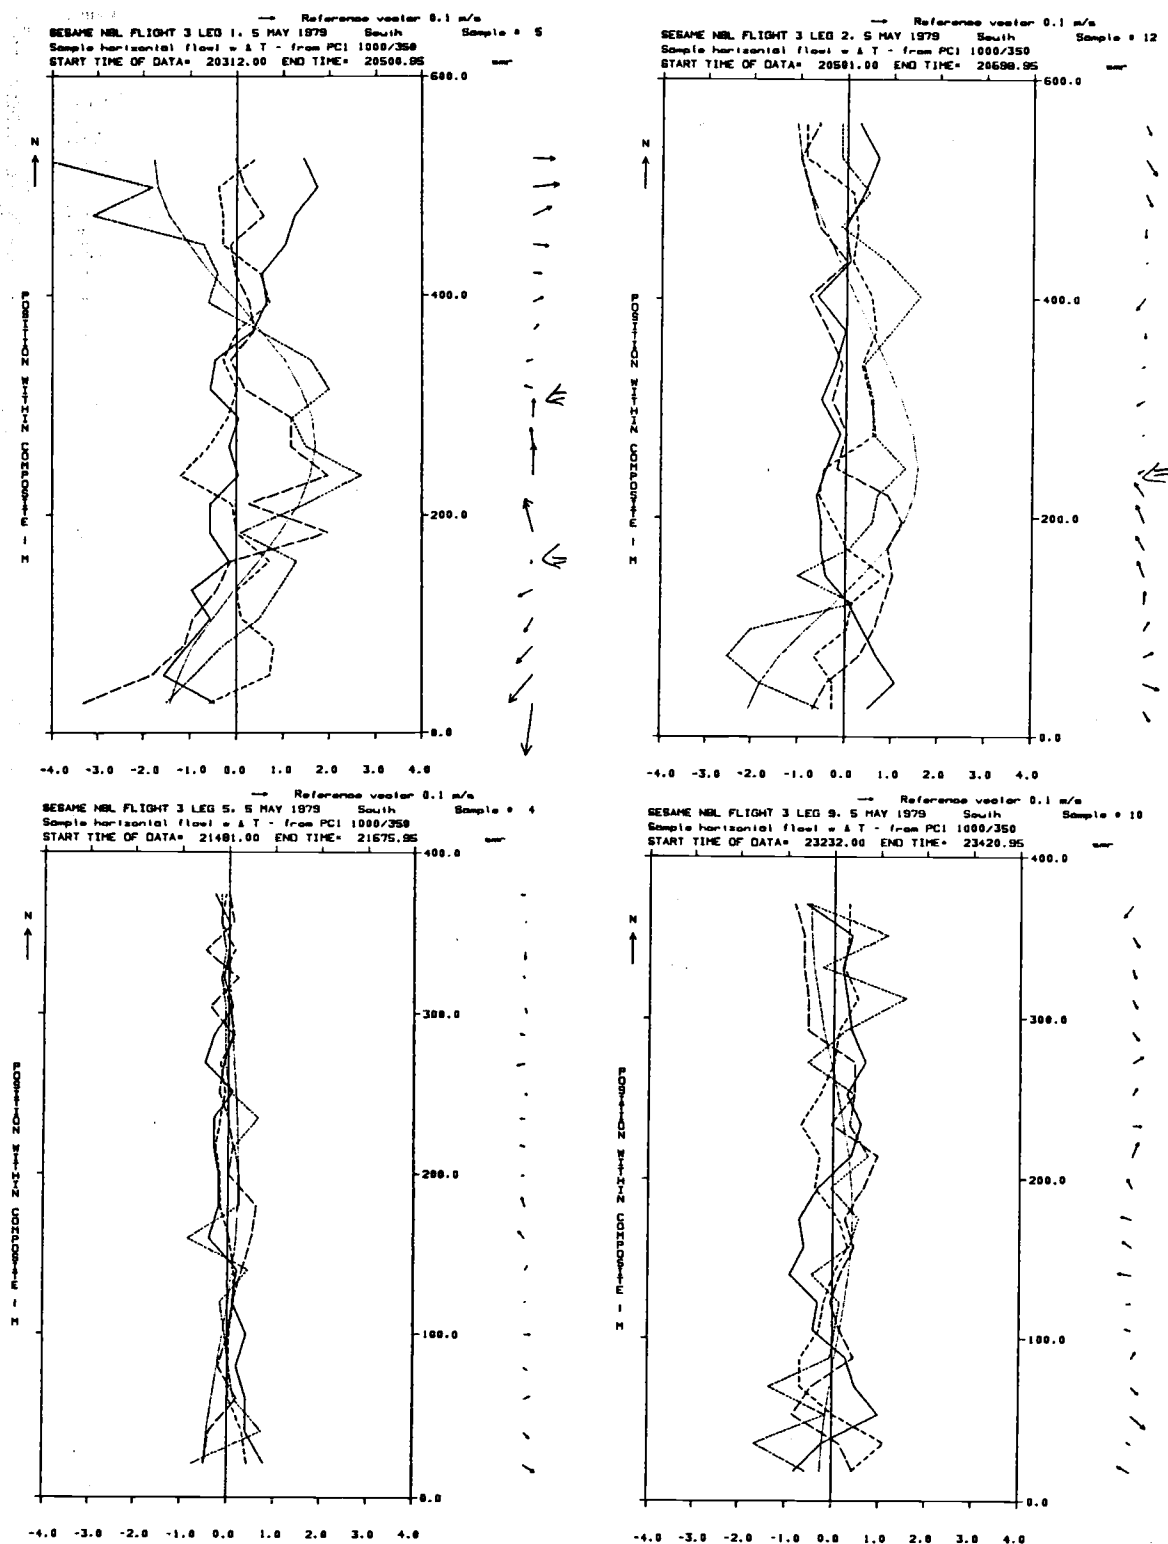 Reference vector 0.1 m/s
SESAME NBL FLIGHT 3 LEG 1. 5 MAY 1979 South Sample # 5
Sample horizontal flowl w & T - from PC1 1000/350
START TIME OF DATA= 20312.00 END TIME= 20506.95
600.0
N
400.0
POSITION WITHIN COMPOSITE / M
200.0
0.0
-4.0 -3.0 -2.0 -1.0 0.0 1.0 2.0 3.0 4.0
Reference vector 0.1 m/s
SESAME NBL FLIGHT 3 LEG 2. 5 MAY 1979 South Sample # 12
Sample horizontal flowl w & T - from PC1 1000/350
START TIME OF DATA= 20501.00 END TIME= 20698.95
600.0
N
400.0
POSITION WITHIN COMPOSITE / M
200.0
0.0
-4.0 -3.0 -2.0 -1.0 0.0 1.0 2.0 3.0 4.0
Reference vector 0.1 m/s
SESAME NBL FLIGHT 3 LEG 5. 5 MAY 1979 South Sample # 4
Sample horizontal flowl w & T - from PC1 1000/350
START TIME OF DATA= 21481.00 END TIME= 21675.95
400.0
N
300.0
POSITION WITHIN COMPOSITE / M
200.0
100.0
0.0
-4.0 -3.0 -2.0 -1.0 0.0 1.0 2.0 3.0 4.0
Reference vector 0.1 m/s
SESAME NBL FLIGHT 3 LEG 9. 5 MAY 1979 South Sample # 10
Sample horizontal flowl w & T - from PC1 1000/350
START TIME OF DATA= 23232.00 END TIME= 23420.95
400.0
N
300.0
POSITION WITHIN COMPOSITE / M
200.0
100.0
0.0
-4.0 -3.0 -2.0 -1.0 0.0 1.0 2.0 3.0 4.0